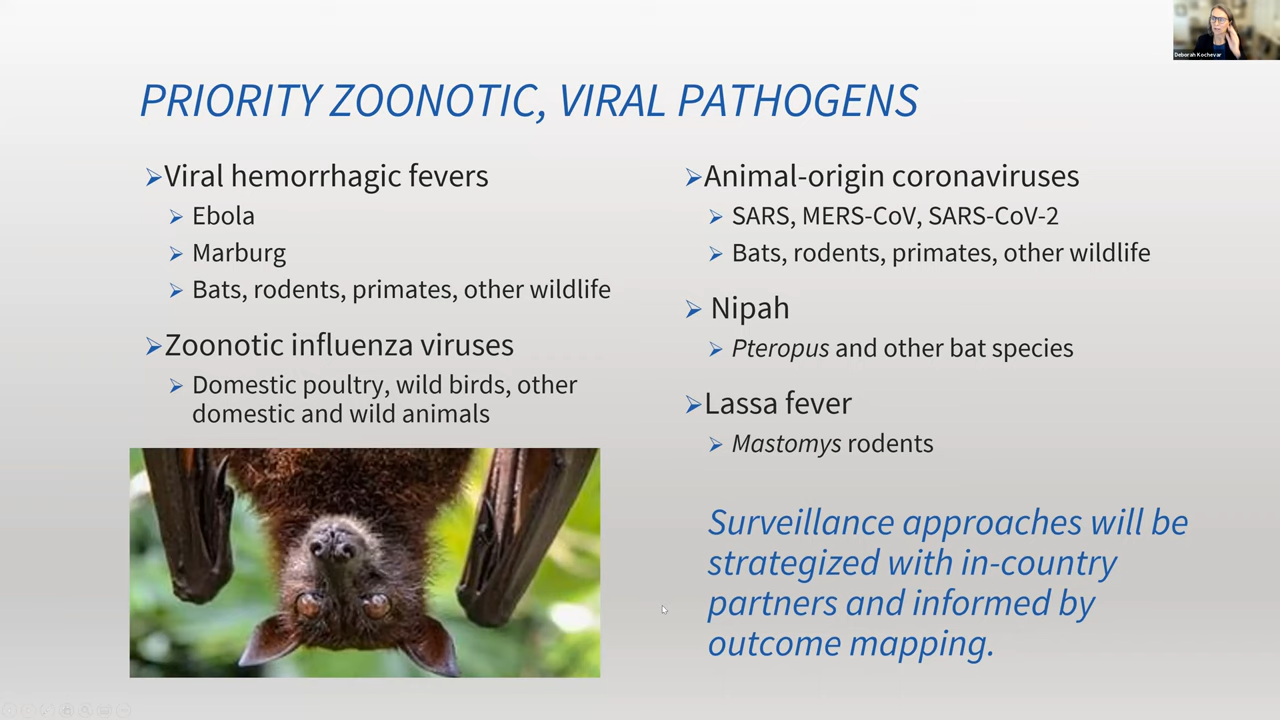 Deborah Kochevar
PRIORITY ZOONOTIC, VIRAL PATHOGENS
Viral hemorrhagic fevers
Ebola
Marburg
Bats, rodents, primates, other wildlife
Zoonotic influenza viruses
Domestic poultry, wild birds, other
domestic and wild animals
Animal-origin coronaviruses
SARS, MERS-CoV, SARS-CoV-2
Bats, rodents, primates, other wildlife
Nipah
Pteropus and other bat species
Lassa fever
Mastomys rodents
Surveillance approaches will be
strategized with in-country
partners and informed by
outcome mapping.